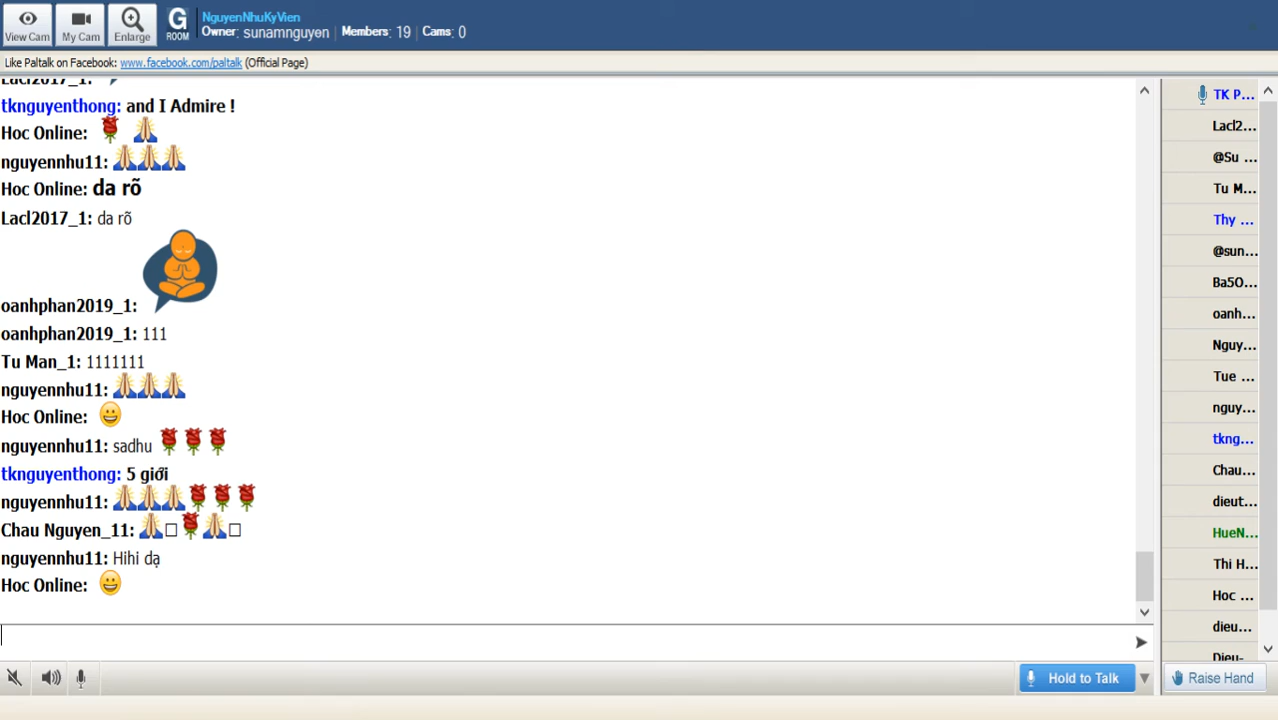 View Cam
My Cam
Enlarge
G
ROOM
NguyenNhuKyVien
Owner: sunamnguyen Members: 19 Cams: 0
Like Paltalk on Facebook: www.facebook.com/paltalk (Official Page)
Lacl2017_1:
tknguyenthong: and I Admire !
Hoc Online: 🌹 🙏
nguyennhu11: 🙏🙏🙏
Hoc Online: da rõ
Lacl2017_1: da rõ
oanhphan2019_1:
oanhphan2019_1: 111
Tu Man_1: 1111111
nguyennhu11: 🙏🙏🙏
Hoc Online: 😀
nguyennhu11: sadhu 🌹🌹🌹
tknguyenthong: 5 giới
nguyennhu11: 🙏🙏🙏🌹🌹🌹
Chau Nguyen_11: 🙏□🌹🙏□
nguyennhu11: Hihi dạ
Hoc Online: 😀
TK P...
Lacl2...
@Su ...
Tu M...
Thy ...
@sun...
Ba5O...
oanh...
Nguy...
Tue ...
nguy...
tkng...
Chau...
dieut...
HueN...
Thi H...
Hoc ...
dieu...
Dieu-
Hold to Talk
Raise Hand